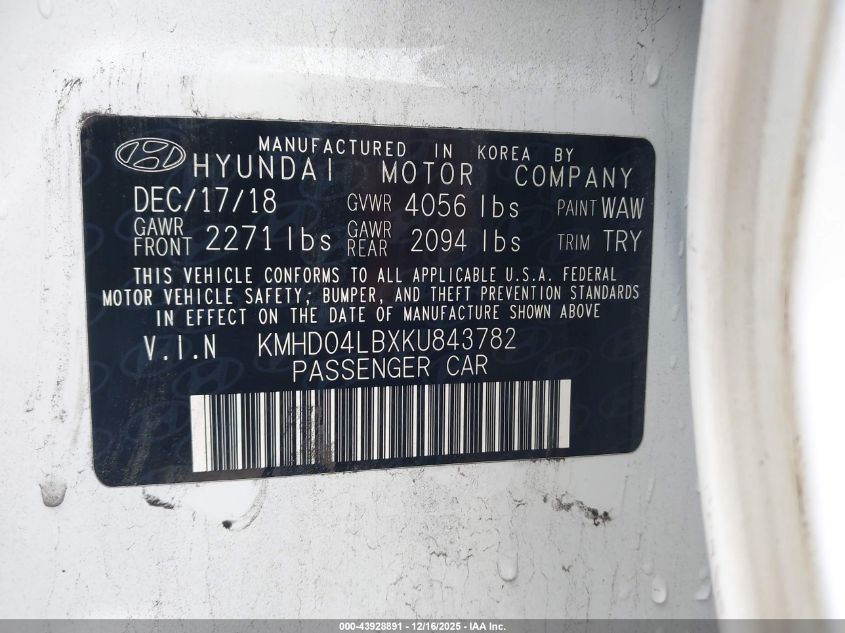 MANUFACTURED IN KOREA BY
HYUNDAI MOTOR COMPANY
DEC/17/18 GVWR 4056 lbs PAINT WAW
GAWR FRONT 2271 lbs GAWR REAR 2094 lbs TRIM TRY
THIS VEHICLE CONFORMS TO ALL APPLICABLE U.S.A. FEDERAL
MOTOR VEHICLE SAFETY, BUMPER, AND THEFT PREVENTION STANDARDS
IN EFFECT ON THE DATE OF MANUFACTURE SHOWN ABOVE
V.I.N KMHD04LBXKU843782
PASSENGER CAR
000-43928891 - 12/16/2025 - IAA Inc.